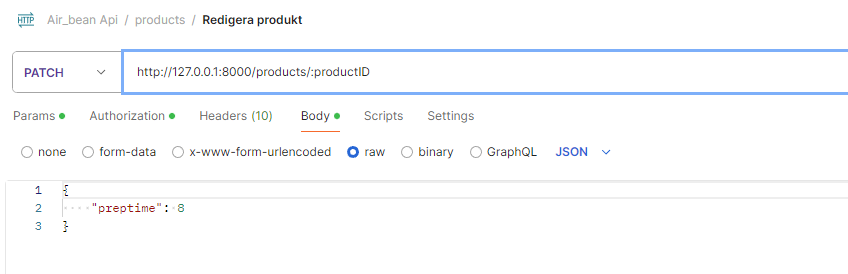 HTTP Air_bean Api / products / Redigera produkt
PATCH http://127.0.0.1:8000/products/:productID
Params Authorization Headers (10) Body Scripts Settings
none form-data x-www-form-urlencoded raw binary GraphQL JSON
1 {
2 "preptime": 8
3 }